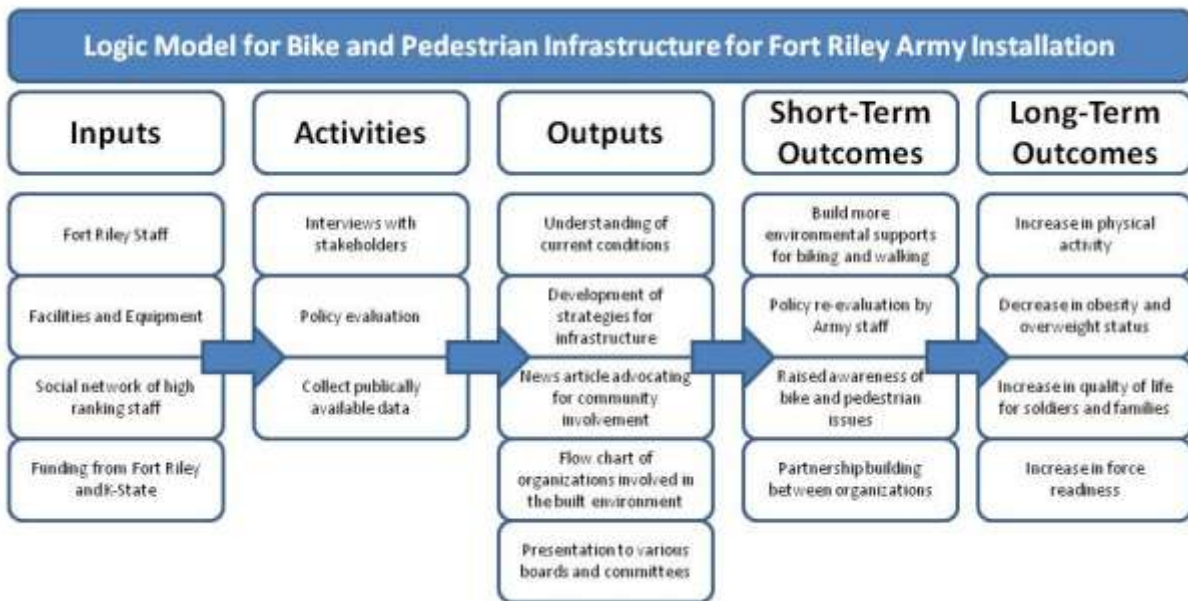 Logic Model for Bike and Pedestrian Infrastructure for Fort Riley Army Installation
Inputs
Fort Riley Staff
Facilities and Equipment
Social network of high
ranking staff
Funding from Fort Riley
and K-State
Activities
Interviews with
stakeholders
Policy evaluation
Collect publically
available data
Outputs
Understanding of
current conditions
Development of
strategies for
infrastructure
News article advocating
for community
involvement
Flow chart of
organizations involved in
the built environment
Presentation to various
boards and committees
Short-Term
Outcomes
Build more
environmental supports
for biking and walking
Policy re-evaluation by
Army staff
Raised awareness of
bike and pedestrian
issues
Partnership building
between organizations
Long-Term
Outcomes
Increase in physical
activity
Decrease in obesity and
overweight status
Increase in quality of life
for soldiers and families
Increase in force
readiness